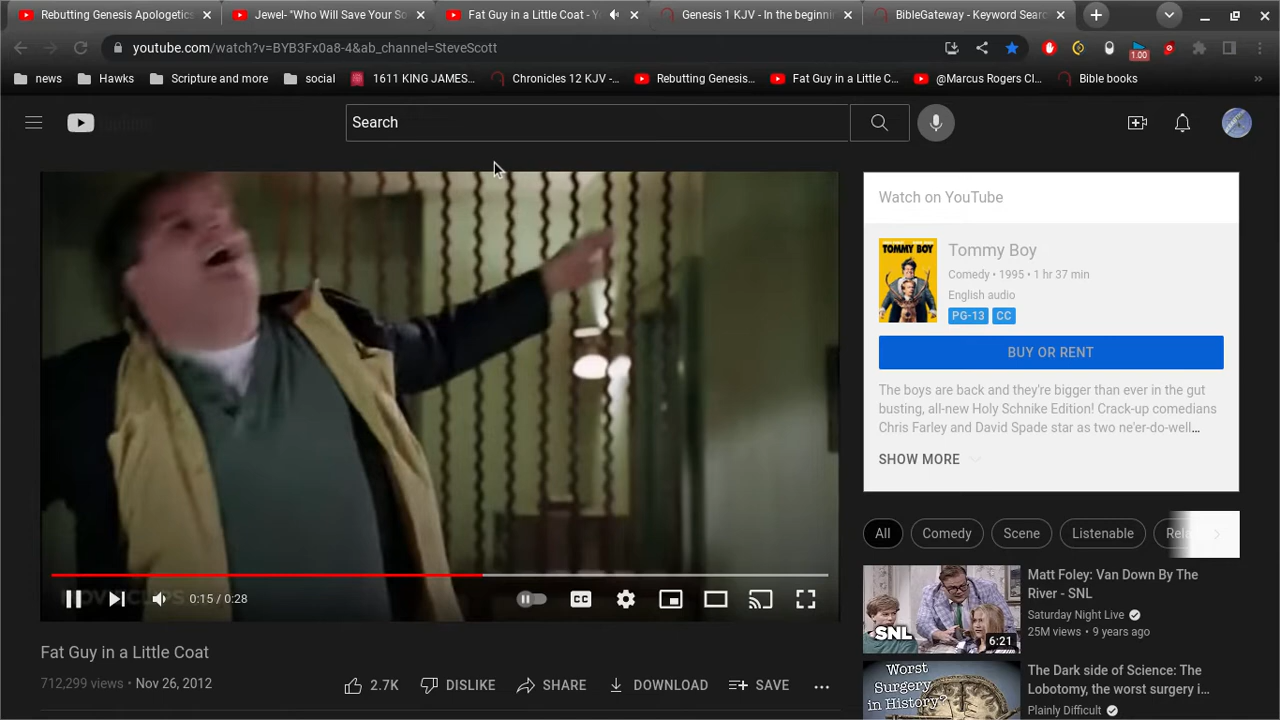 Rebutting Genesis Apologetics
Jewel- "Who Will Save Your So
Fat Guy in a Little Coat - Y
Genesis 1 KJV - In the beginnin
BibleGateway - Keyword Searc
youtube.com/watch?v=BYB3Fx0a8-4&ab_channel=SteveScott
1.00
news
Hawks
Scripture and more
social
1611 KING JAMES...
Chronicles 12 KJV -...
Rebutting Genesis...
Fat Guy in a Little C...
@Marcus Rogers Cl...
Bible books
Search
Watch on YouTube
TOMMY BOY
Tommy Boy
Comedy • 1995 • 1 hr 37 min
English audio
PG-13 CC
BUY OR RENT
The boys are back and they're bigger than ever in the gut
busting, all-new Holy Schnike Edition! Crack-up comedians
Chris Farley and David Spade star as two ne'er-do-well...
SHOW MORE
0:15 / 0:28
CC
Fat Guy in a Little Coat
712,299 views • Nov 26, 2012
2.7K
DISLIKE
SHARE
DOWNLOAD
SAVE
All
Comedy
Scene
Listenable
SNL
6:21
Matt Foley: Van Down By The
River - SNL
Saturday Night Live
25M views • 9 years ago
Worst
Surgery
in History?
The Dark side of Science: The
Lobotomy, the worst surgery i...
Plainly Difficult